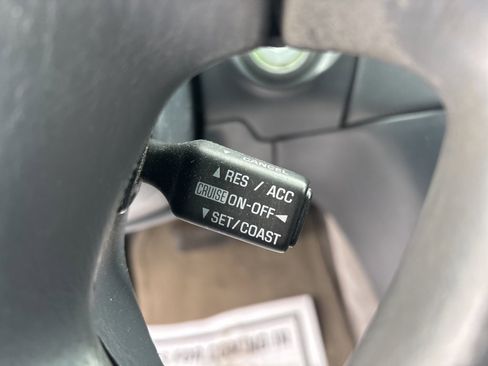 CANCEL
▲ RES / ACC
CRUISE ON-OFF ◄
▼ SET/COAST